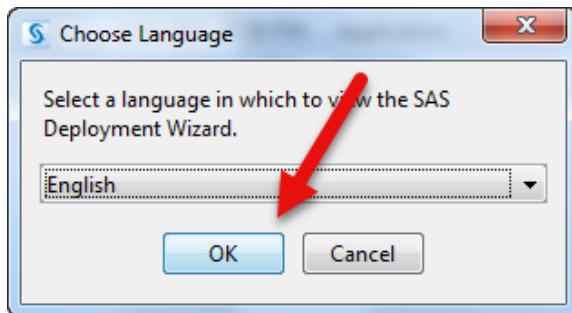 Choose Language
Select a language in which to view the SAS
Deployment Wizard.
English
OK
Cancel